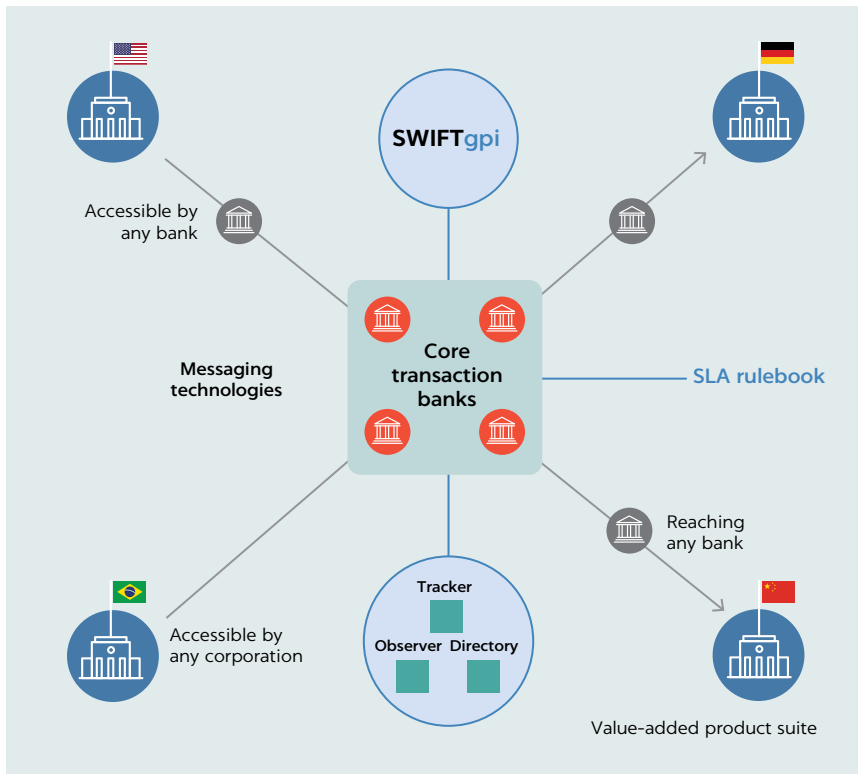 SWIFTgpi
Accessible by
any bank
Core
transaction
banks
Messaging
technologies
SLA rulebook
Reaching
any bank
Tracker
Observer
Directory
Accessible by
any corporation
Value-added product suite